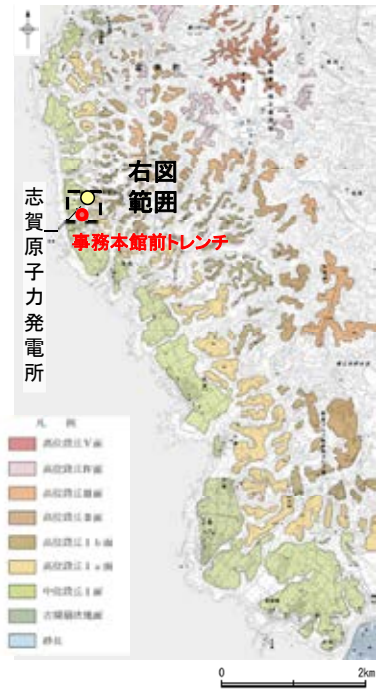 右図
範囲
事務本館前トレンチ
志賀原子力発電所
凡例
高位段丘Ⅴ面
高位段丘Ⅳ面
高位段丘Ⅲ面
高位段丘Ⅱ面
高位段丘Ⅰb面
高位段丘Ⅰa面
中位段丘Ⅰ面
古期扇状地面
砂丘
0 2km